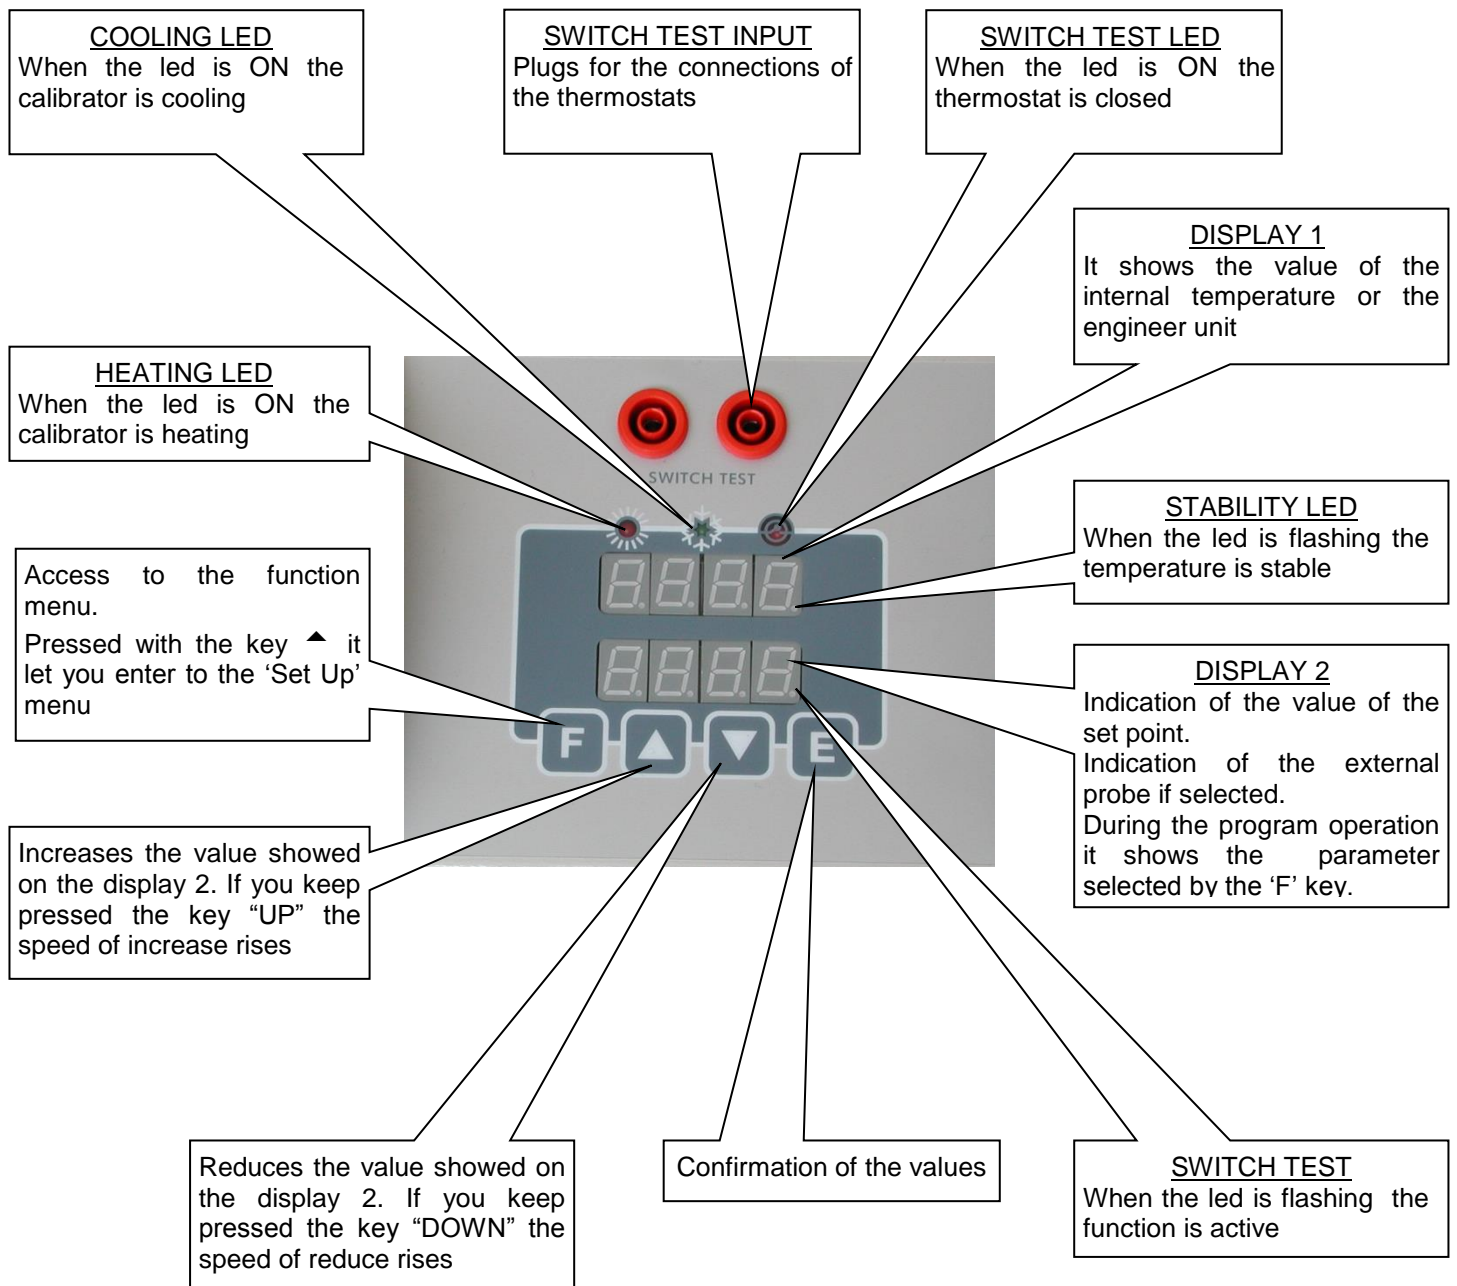 COOLING LED
When the led is ON the
calibrator is cooling
SWITCH TEST INPUT
Plugs for the connections of
the thermostats
SWITCH TEST LED
When the led is ON the
thermostat is closed
DISPLAY 1
It shows the value of the
internal temperature or the
engineer unit
HEATING LED
When the led is ON the
calibrator is heating
SWITCH TEST
STABILITY LED
When the led is flashing the
temperature is stable
Access to the function
menu.
Pressed with the key ▲ it
let you enter to the ‘Set Up’
menu
DISPLAY 2
Indication of the value of the
set point.
Indication of the external
probe if selected.
During the program operation
it shows the parameter
selected by the ‘F’ key.
F ▲ ▼ E
Increases the value showed
on the display 2. If you keep
pressed the key “UP” the
speed of increase rises
Reduces the value showed on
the display 2. If you keep
pressed the key “DOWN” the
speed of reduce rises
Confirmation of the values
SWITCH TEST
When the led is flashing the
function is active